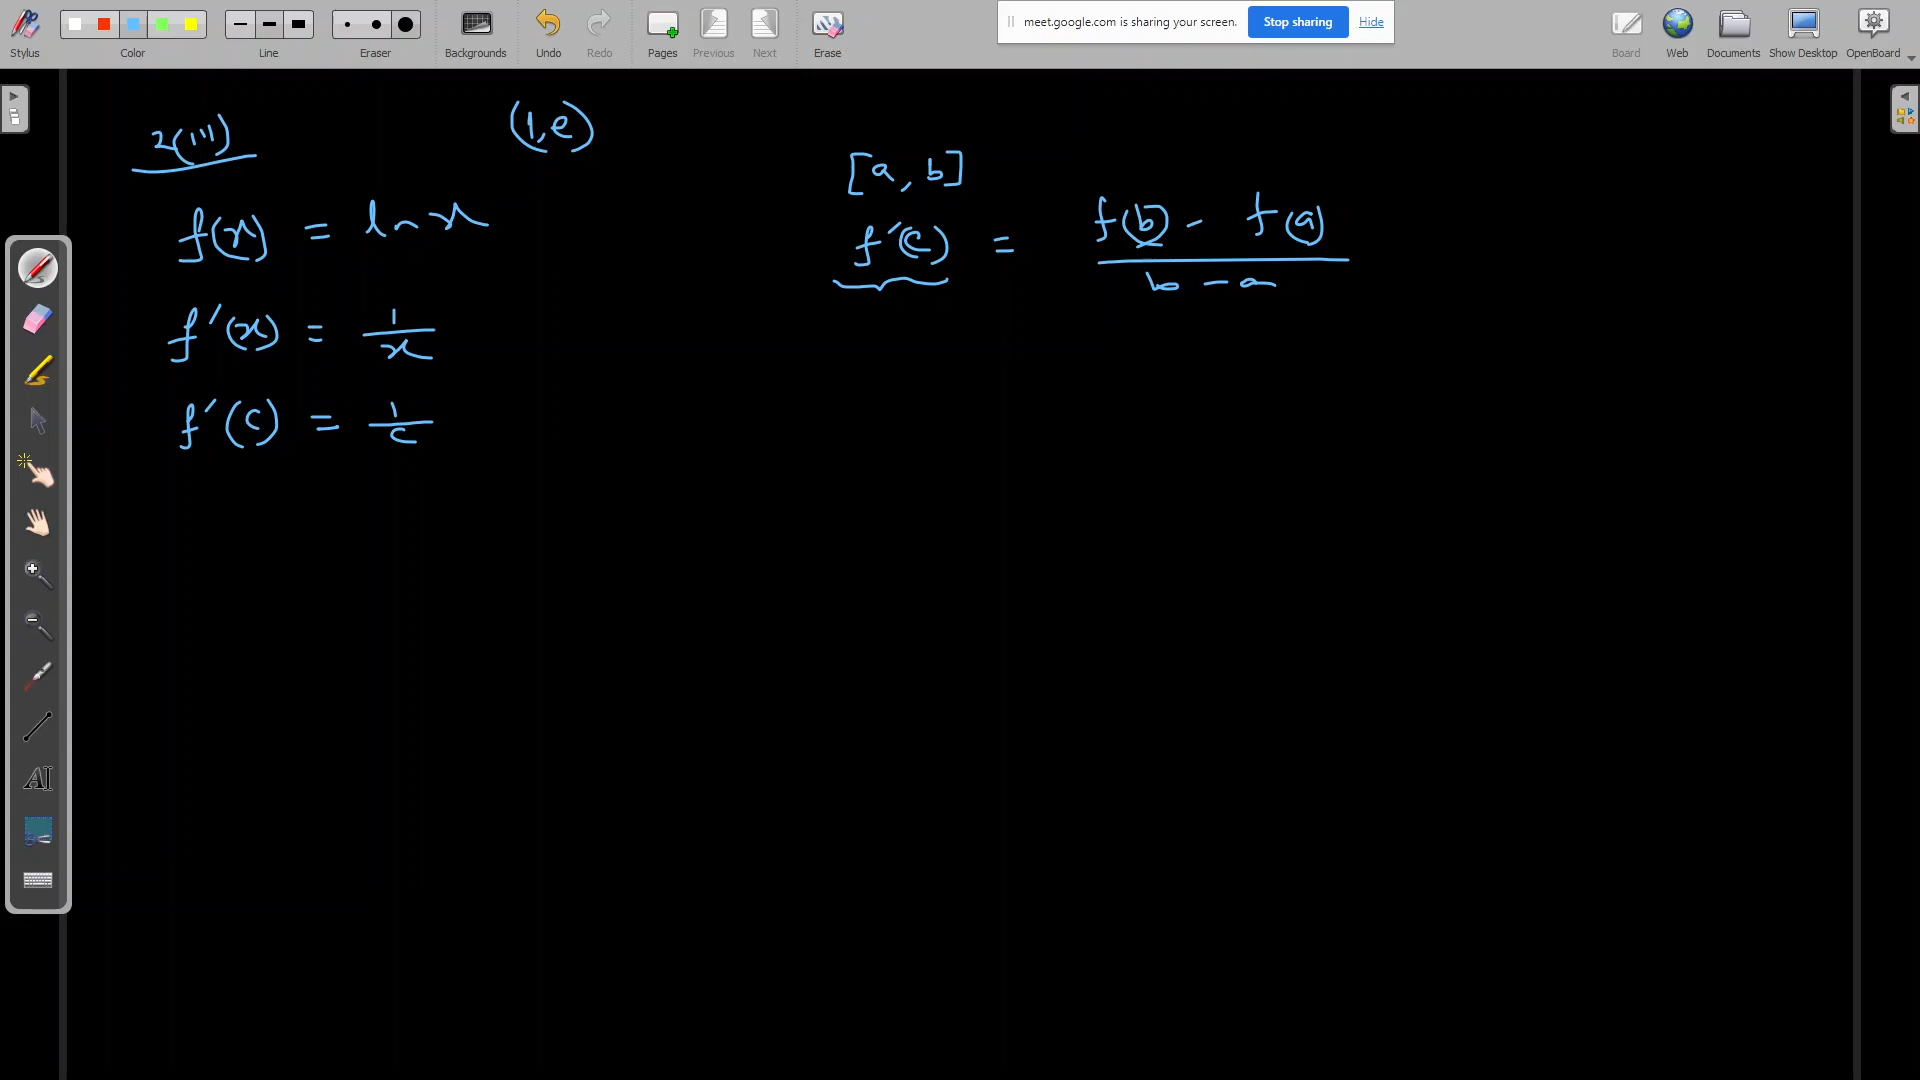 meet.google.com is sharing your screen. Stop sharing Hide
Stylus Color Line Eraser Backgrounds Undo Redo Pages Previous Next Erase Board Web Documents Show Desktop OpenBoard
2(iii)
(1, e)
f(x) = ln x
f'(x) = 1/x
f'(c) = 1/c
[a, b]
f'(c) = f(b) - f(a) / b - a
AI